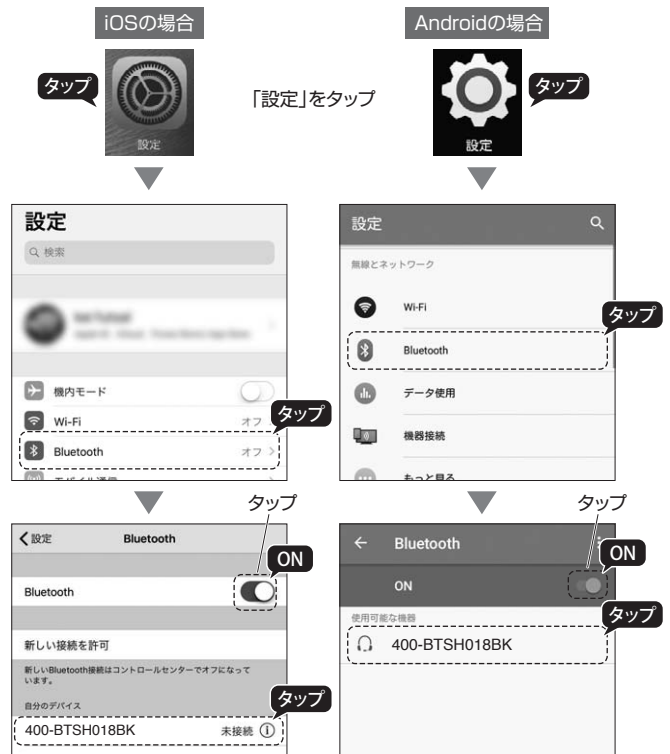 iOSの場合
タップ
設定
「設定」をタップ
Androidの場合
タップ
設定
設定
検索
機内モード
Wi-Fi
オフ
タップ
Bluetooth
オフ
設定
無線とネットワーク
Wi-Fi
タップ
Bluetooth
データ使用
機器接続
もっと見る
タップ
設定
Bluetooth
ON
Bluetooth
新しい接続を許可
新しいBluetooth接続はコントロールセンターでオフになって
います。
自分のデバイス
タップ
400-BTSH018BK
未接続
タップ
Bluetooth
ON
ON
使用可能な機器
タップ
400-BTSH018BK